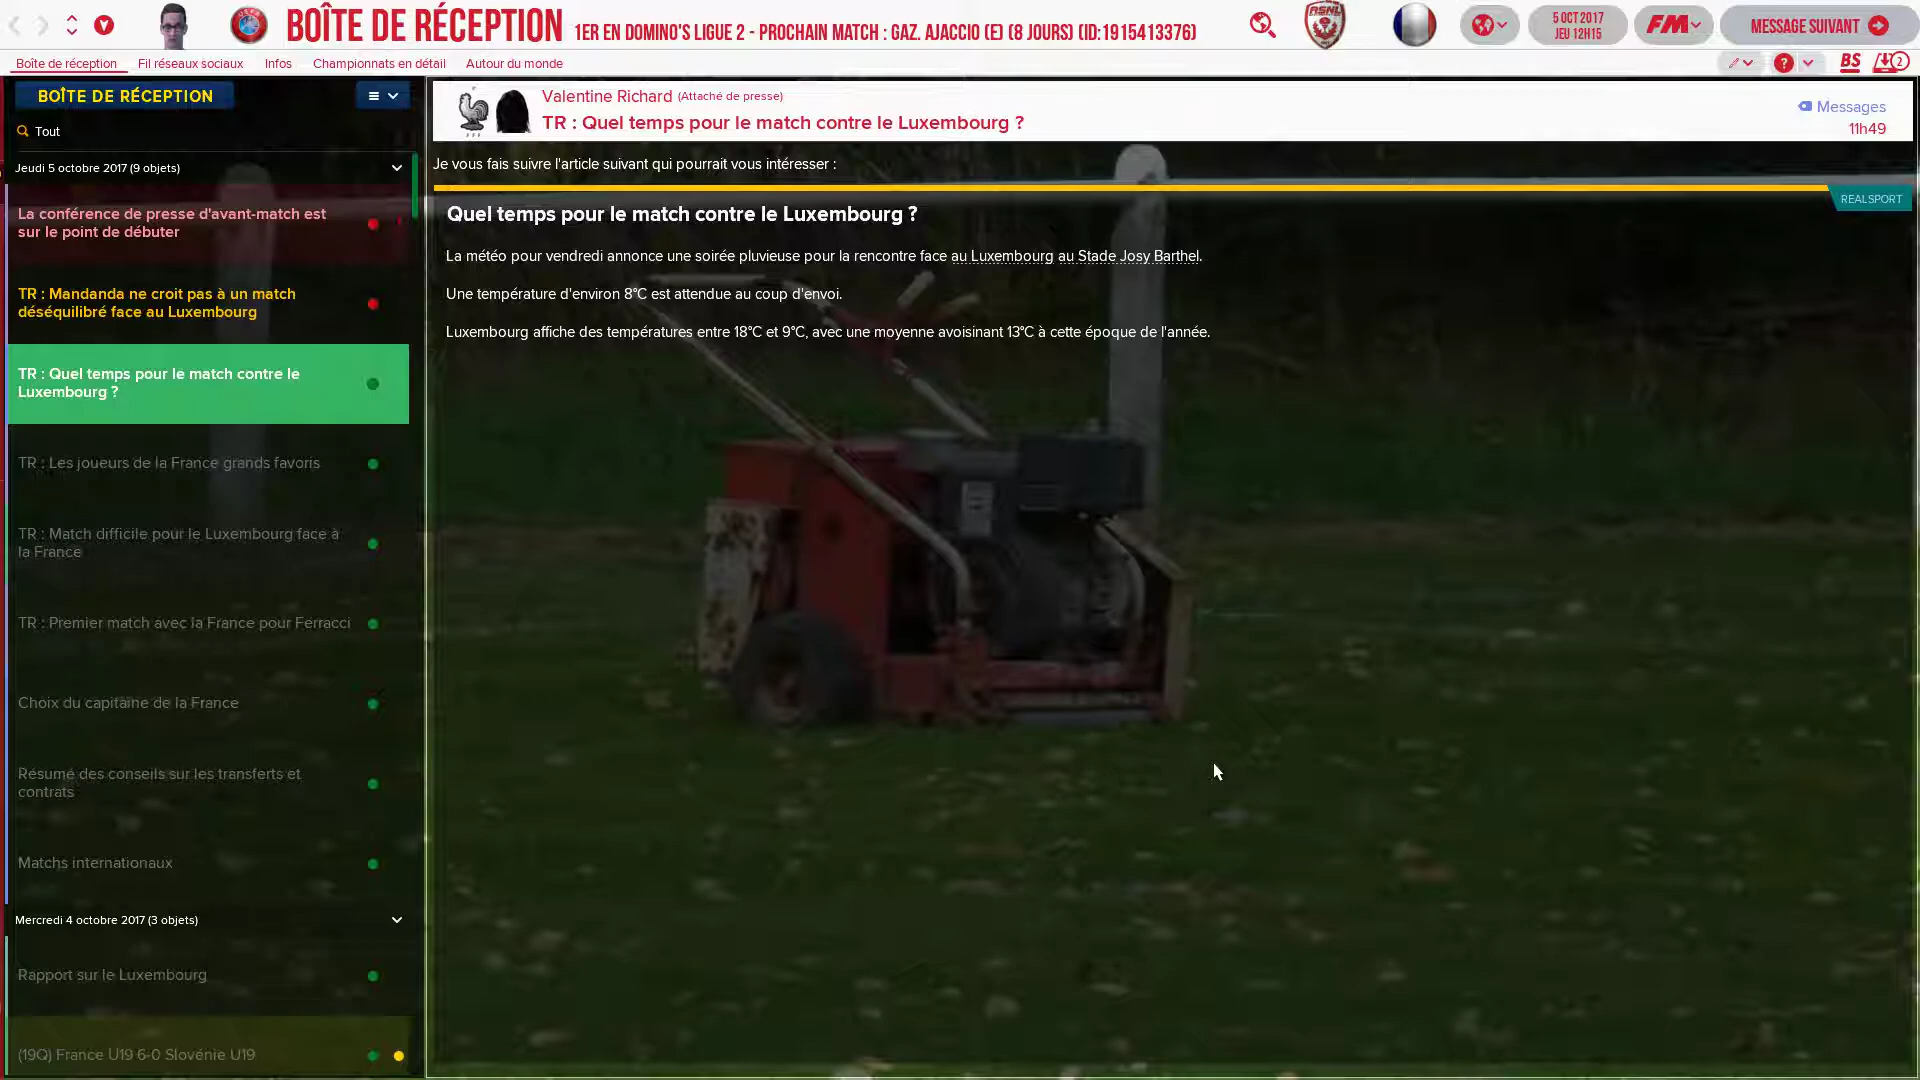 BOÎTE DE RÉCEPTION
1ER EN DOMINO'S LIGUE 2 - PROCHAIN MATCH : GAZ. AJACCIO (E) (8 JOURS) (ID:1915413376)
ASNL
5 OCT 2017
JEU 12H15
FM
MESSAGE SUIVANT
Boîte de réception
Fil réseaux sociaux
Infos
Championnats en détail
Autour du monde
?
BS
2
BOÎTE DE RÉCEPTION
Tout
Jeudi 5 octobre 2017 (9 objets)
La conférence de presse d'avant-match est
sur le point de débuter
TR : Mandanda ne croit pas à un match
déséquilibré face au Luxembourg
TR : Quel temps pour le match contre le
Luxembourg ?
TR : Les joueurs de la France grands favoris
TR : Match difficile pour le Luxembourg face à
la France
TR : Premier match avec la France pour Ferracci
Choix du capitaine de la France
Résumé des conseils sur les transferts et
contrats
Matchs internationaux
Mercredi 4 octobre 2017 (3 objets)
Rapport sur le Luxembourg
(19Q) France U19 6-0 Slovénie U19
Valentine Richard (Attaché de presse)
TR : Quel temps pour le match contre le Luxembourg ?
Messages
11h49
Je vous fais suivre l'article suivant qui pourrait vous intéresser :
REALSPORT
Quel temps pour le match contre le Luxembourg ?
La météo pour vendredi annonce une soirée pluvieuse pour la rencontre face au Luxembourg au Stade Josy Barthel.
Une température d'environ 8°C est attendue au coup d'envoi.
Luxembourg affiche des températures entre 18°C et 9°C, avec une moyenne avoisinant 13°C à cette époque de l'année.